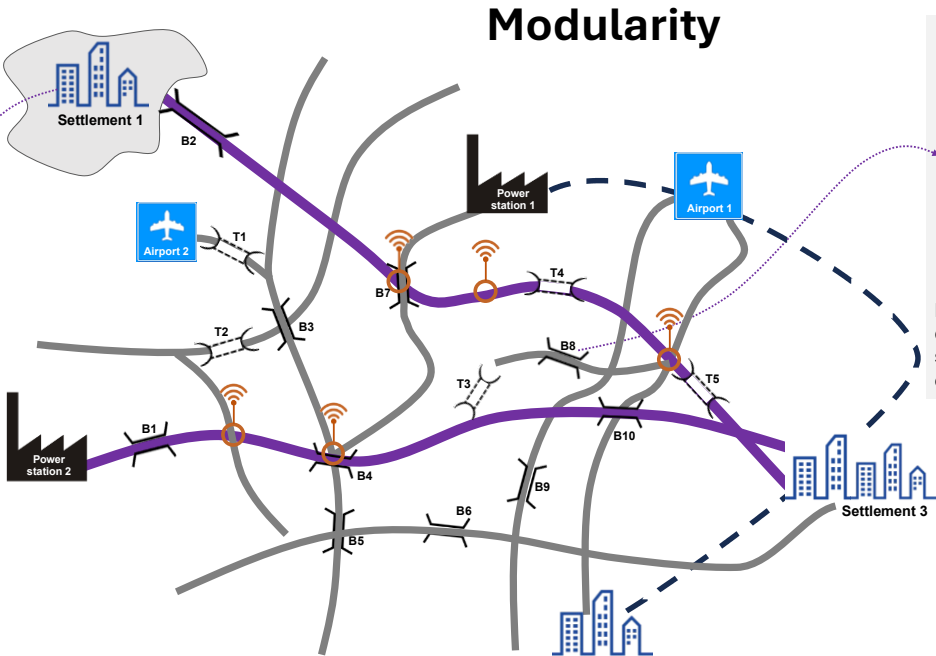 Modularity
Settlement 1
B2
Power
station 1
Airport 1
Airport 2
T1
T4
B7
B3
T2
B8
T5
T3
B10
B1
Power
station 2
B4
B9
B6
B5
Settlement 3